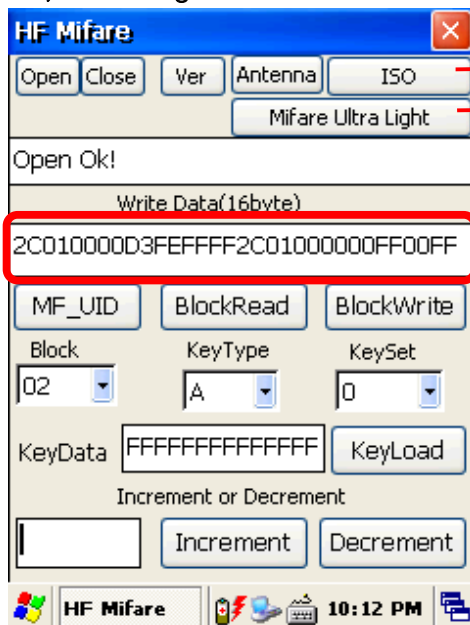 HF Mifare
Open Close Ver Antenna ISO
Mifare Ultra Light
Open Ok!
Write Data(16byte)
2C010000D3FEFFFF2C01000000FF00FF
MF_UID BlockRead BlockWrite
Block KeyType KeySet
02 A 0
KeyData FFFFFFFFFFFFFF KeyLoad
Increment or Decrement
Increment Decrement
HF Mifare 10:12 PM